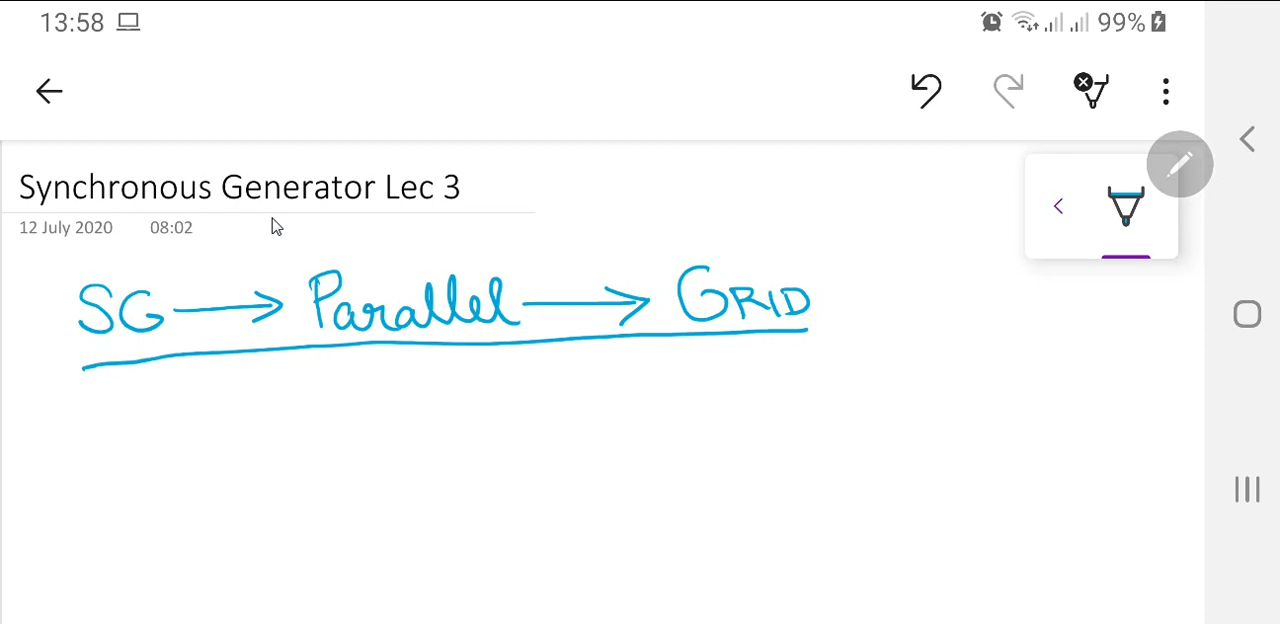 13:58 99%
Synchronous Generator Lec 3
12 July 2020 08:02
SG → Parallel → GRID